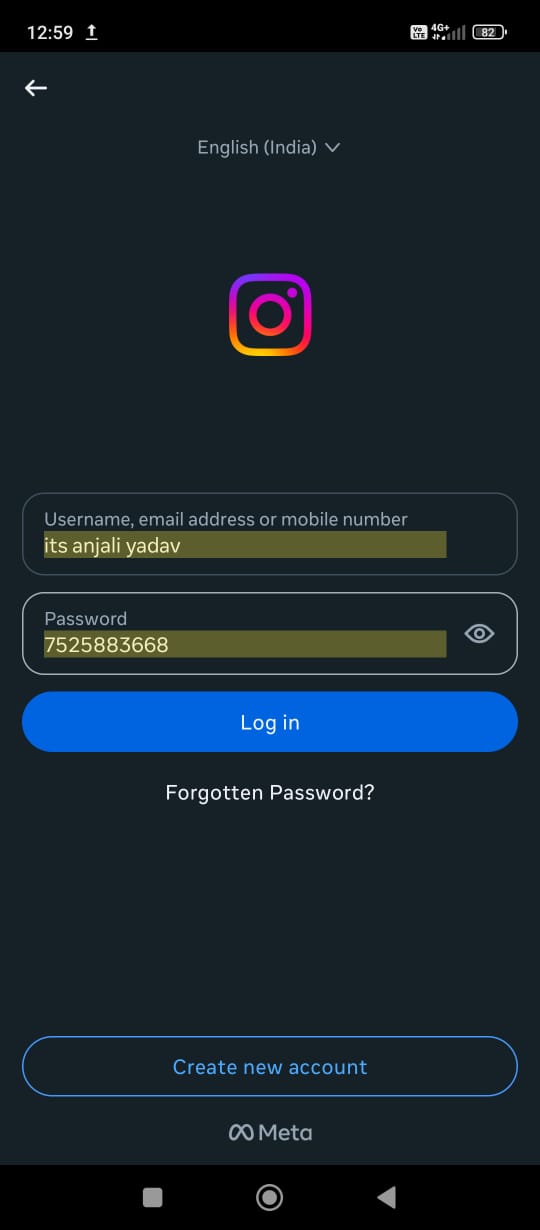 12:59
Vo LTE 4G+ 82
English (India)
Username, email address or mobile number
its anjali yadav
Password
7525883668
Log in
Forgotten Password?
Create new account
Meta